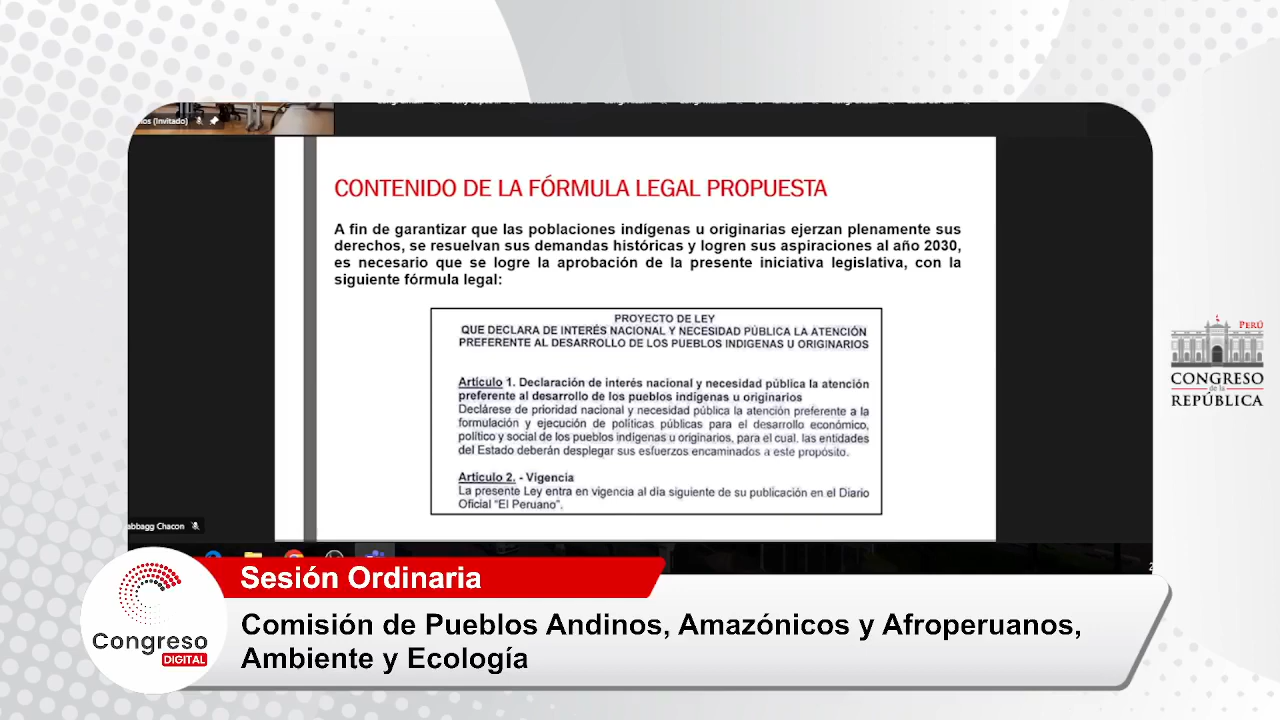 (Invitado)
CONTENIDO DE LA FÓRMULA LEGAL PROPUESTA
A fin de garantizar que las poblaciones indígenas u originarias ejerzan plenamente sus
derechos, se resuelvan sus demandas históricas y logren sus aspiraciones al año 2030,
es necesario que se logre la aprobación de la presente iniciativa legislativa, con la
siguiente fórmula legal:
PROYECTO DE LEY
QUE DECLARA DE INTERÉS NACIONAL Y NECESIDAD PÚBLICA LA ATENCIÓN
PREFERENTE AL DESARROLLO DE LOS PUEBLOS INDIGENAS U ORIGINARIOS
Artículo 1. Declaración de interés nacional y necesidad pública la atención
preferente al desarrollo de los pueblos indígenas u originarios
Declárese de prioridad nacional y necesidad pública la atención preferente a la
formulación y ejecución de políticas públicas para el desarrollo económico,
político y social de los pueblos indígenas u originarios, para el cual, las entidades
del Estado deberán desplegar sus esfuerzos encaminados a este propósito.
Artículo 2. - Vigencia
La presente Ley entra en vigencia al día siguiente de su publicación en el Diario
Oficial "El Peruano".
PERÚ
CONGRESO
de la
REPÚBLICA
Chacon
Sesión Ordinaria
Congreso
DIGITAL
Comisión de Pueblos Andinos, Amazónicos y Afroperuanos,
Ambiente y Ecología